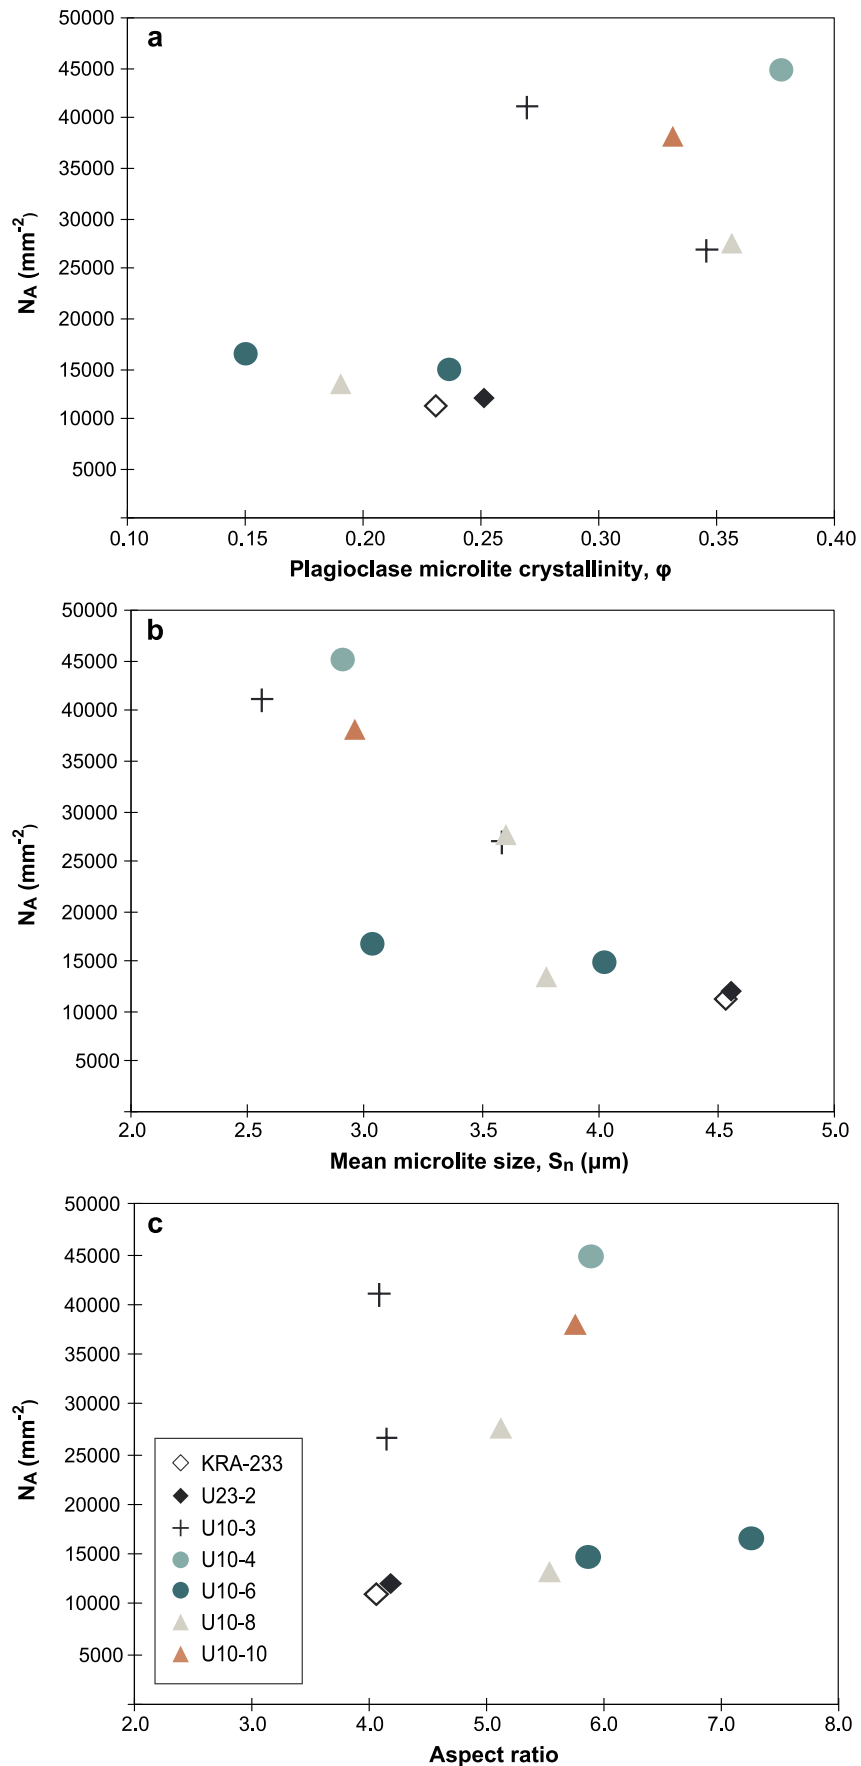 a
50000
45000
40000
35000
30000
25000
20000
15000
10000
5000
N_A (mm⁻²)
0.10 0.15 0.20 0.25 0.30 0.35 0.40
Plagioclase microlite crystallinity, φ
b
50000
45000
40000
35000
30000
25000
20000
15000
10000
5000
N_A (mm⁻²)
2.0 2.5 3.0 3.5 4.0 4.5 5.0
Mean microlite size, Sₙ (μm)
c
50000
45000
40000
35000
30000
25000
20000
15000
10000
5000
N_A (mm⁻²)
KRA-233
U23-2
U10-3
U10-4
U10-6
U10-8
U10-10
2.0 3.0 4.0 5.0 6.0 7.0 8.0
Aspect ratio